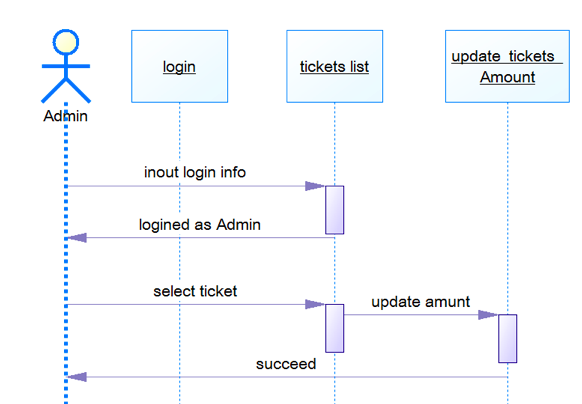 Admin
login
tickets list
update_tickets_
Amount
inout login info
logined as Admin
select ticket
update amunt
succeed